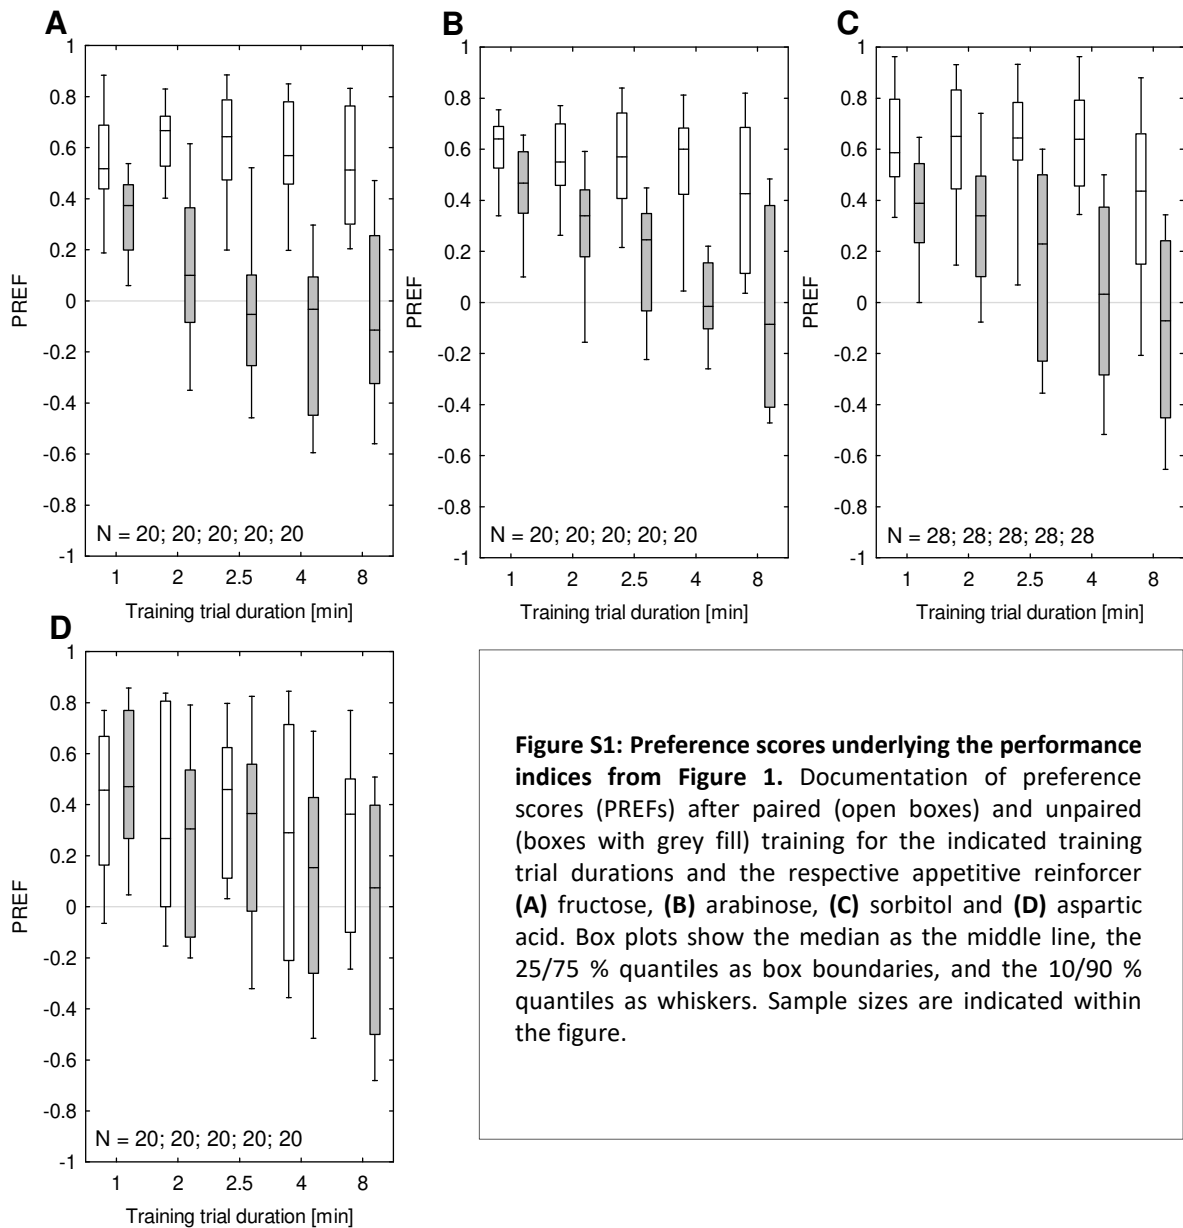 A
1
0.8
0.6
0.4
0.2
0
-0.2
-0.4
-0.6
-0.8
-1
PREF
N = 20; 20; 20; 20; 20
1 2 2.5 4 8
Training trial duration [min]
B
1
0.8
0.6
0.4
0.2
0
-0.2
-0.4
-0.6
-0.8
-1
PREF
N = 20; 20; 20; 20; 20
1 2 2.5 4 8
Training trial duration [min]
C
1
0.8
0.6
0.4
0.2
0
-0.2
-0.4
-0.6
-0.8
-1
PREF
N = 28; 28; 28; 28; 28
1 2 2.5 4 8
Training trial duration [min]
D
1
0.8
0.6
0.4
0.2
0
-0.2
-0.4
-0.6
-0.8
-1
PREF
N = 20; 20; 20; 20; 20
1 2 2.5 4 8
Training trial duration [min]
Figure S1: Preference scores underlying the performance
indices from Figure 1. Documentation of preference
scores (PREFs) after paired (open boxes) and unpaired
(boxes with grey fill) training for the indicated training
trial durations and the respective appetitive reinforcer
(A) fructose, (B) arabinose, (C) sorbitol and (D) aspartic
acid. Box plots show the median as the middle line, the
25/75 % quantiles as box boundaries, and the 10/90 %
quantiles as whiskers. Sample sizes are indicated within
the figure.